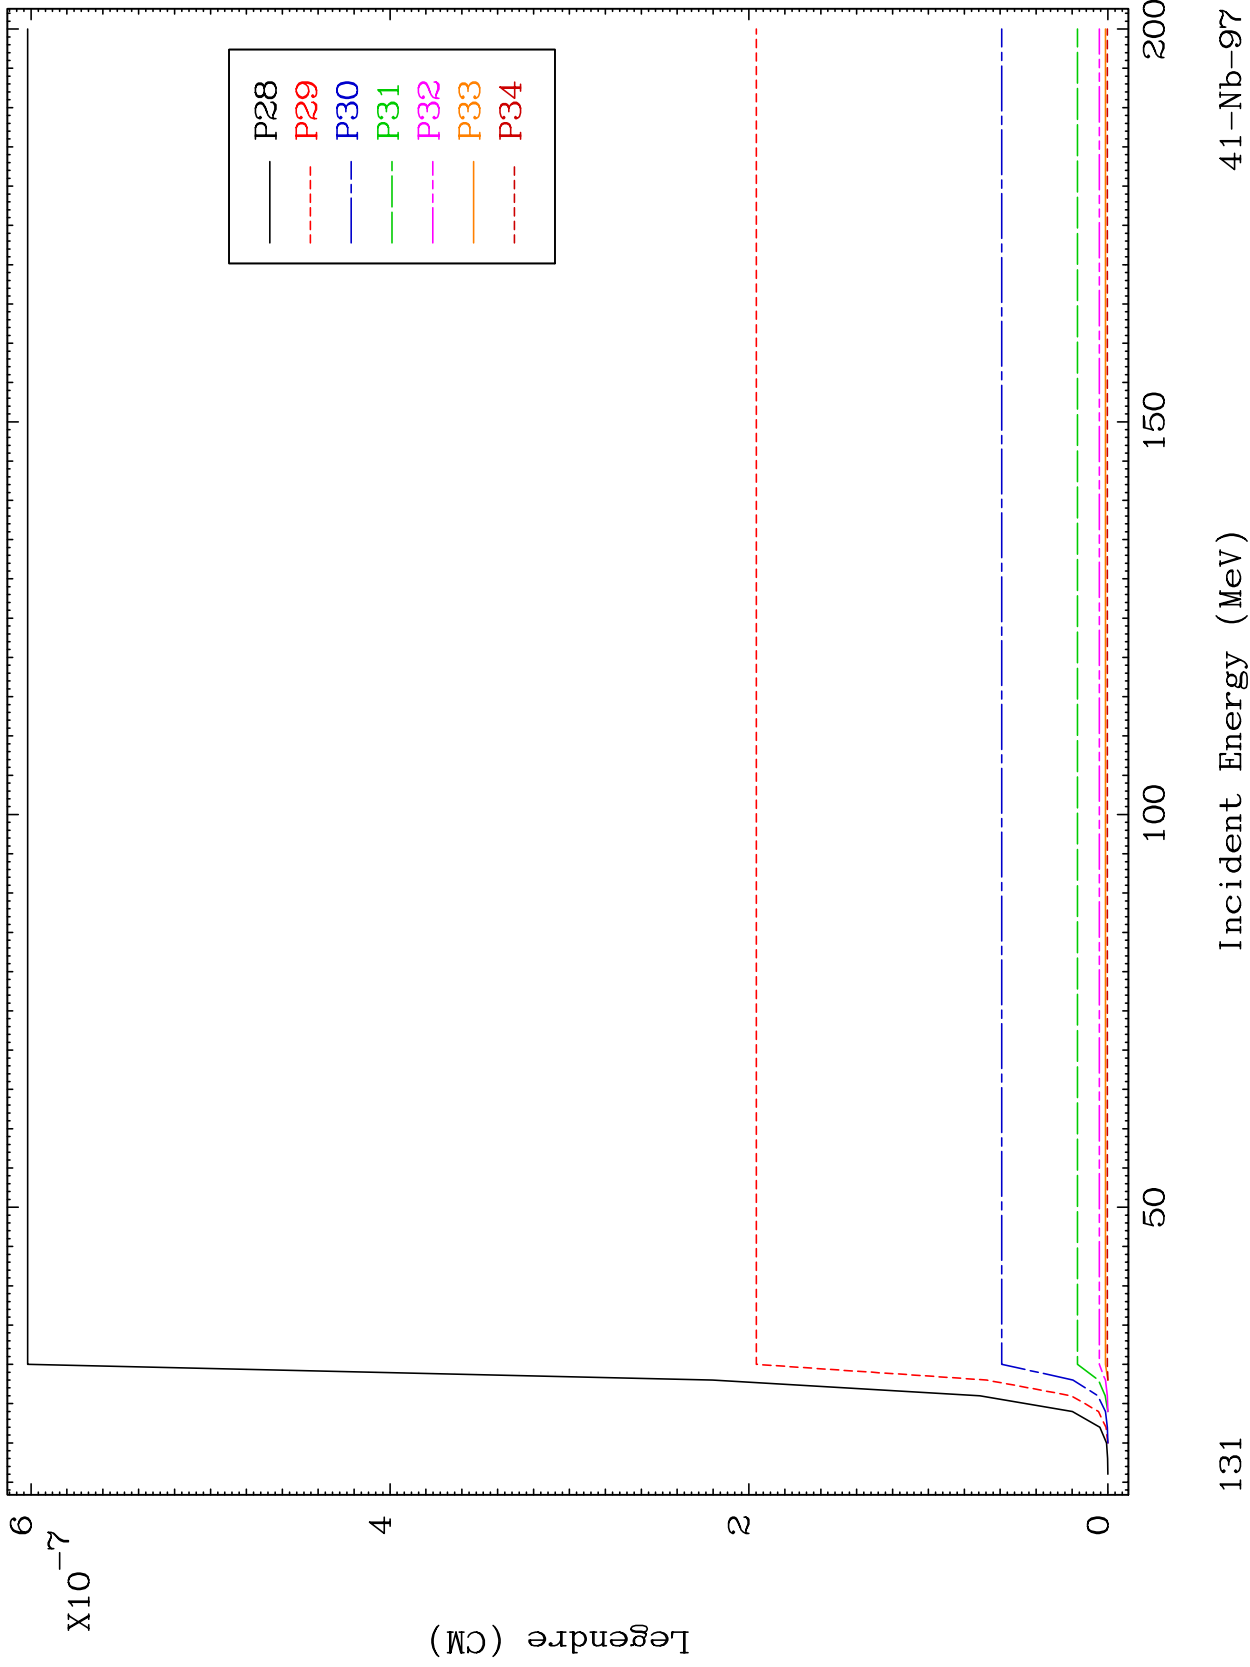 X10
-7
6
4
2
0
Legendre (CM)
P28
P29
P30
P31
P32
P33
P34
50
100
150
200
Incident Energy (MeV)
131
41-Nb-97